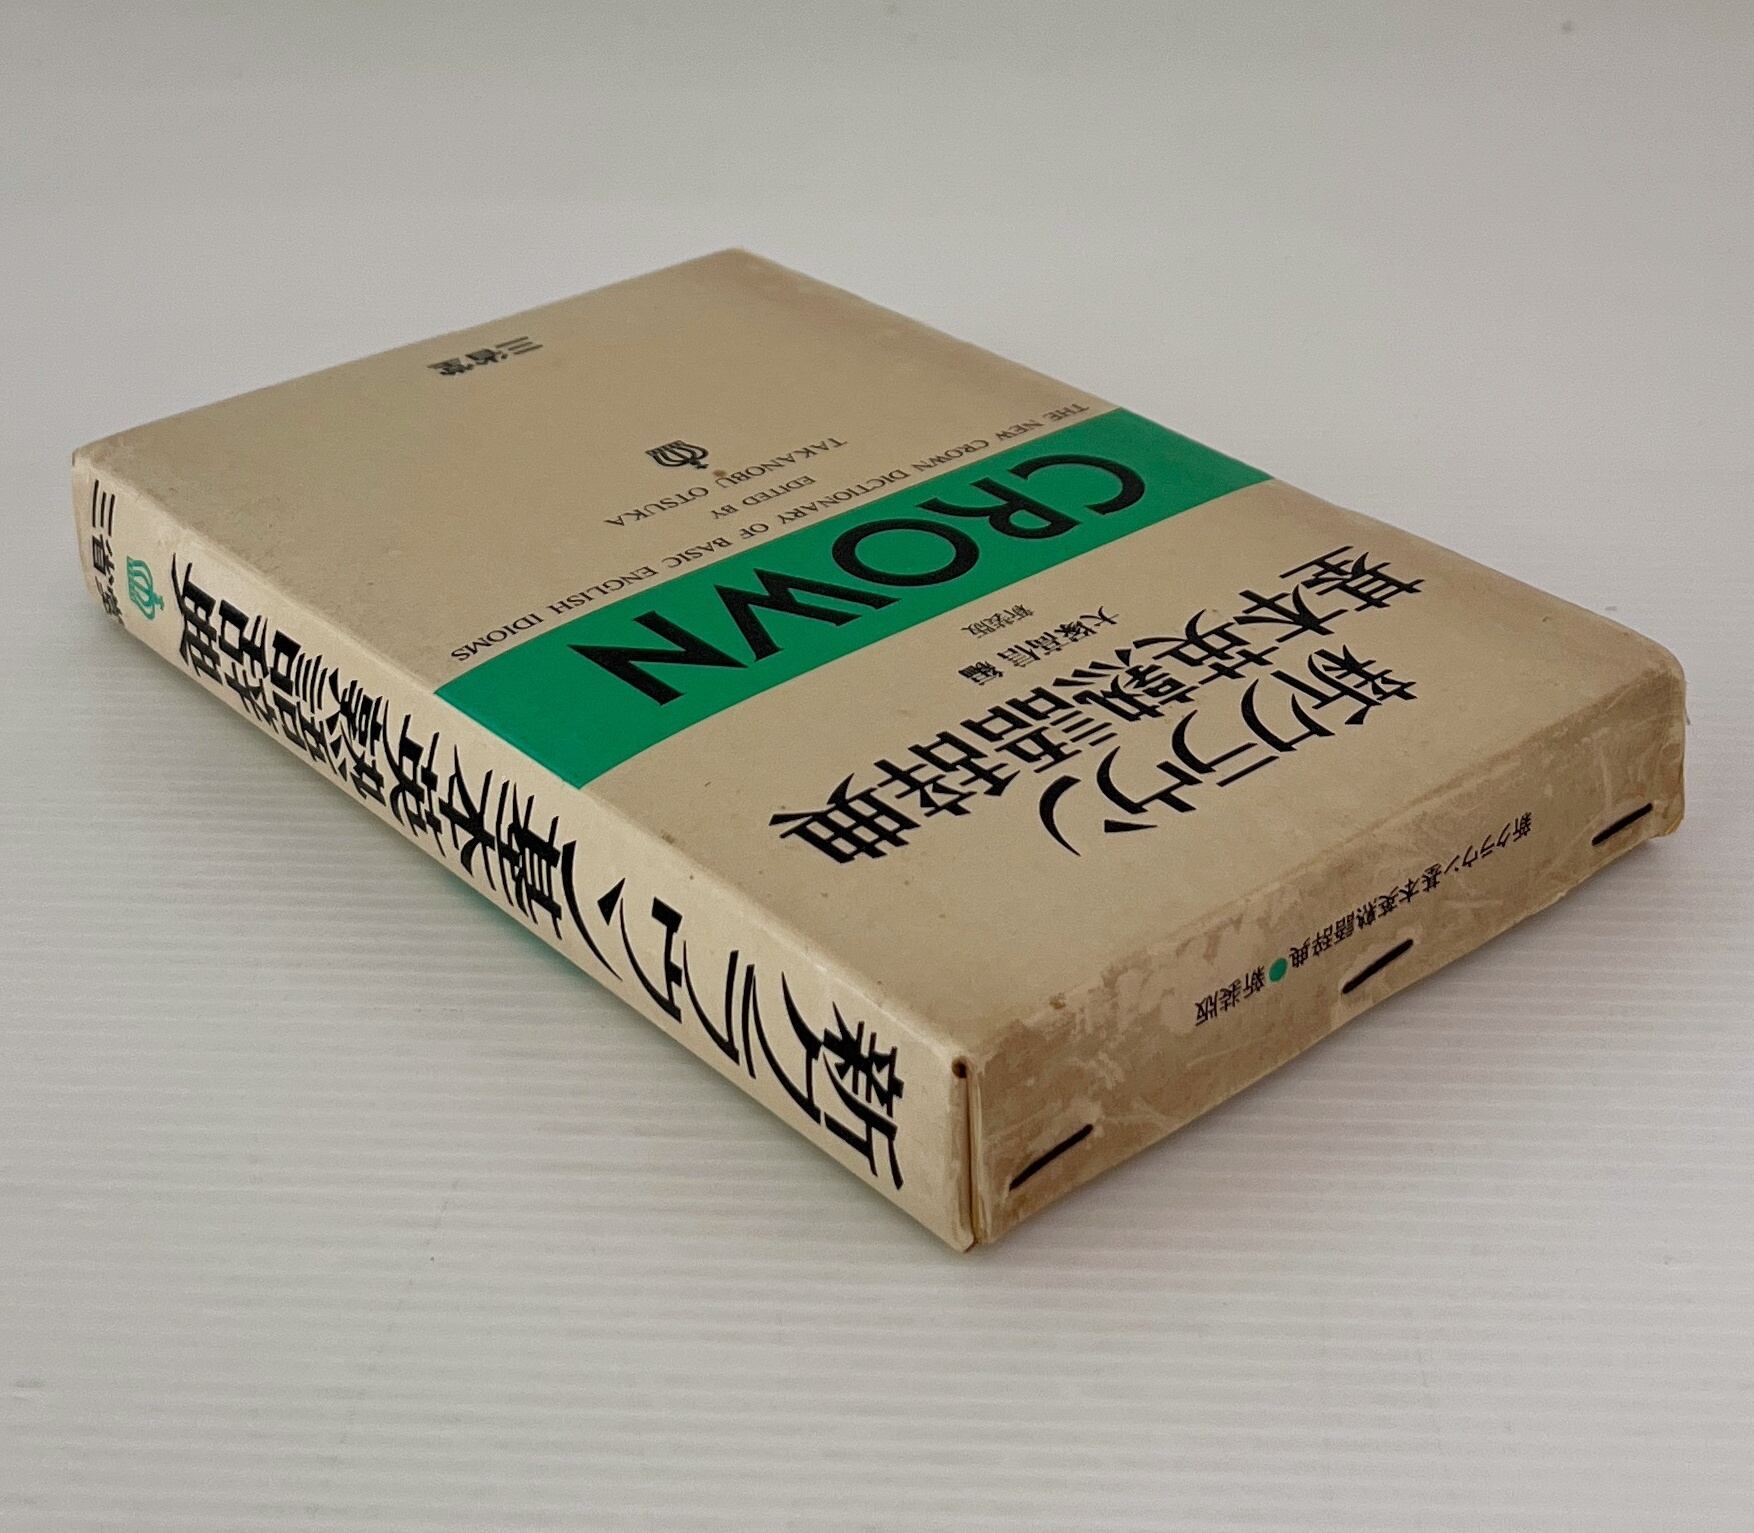 新クラウン
基本英熟語辞典
大塚高信 編
新装版
CROWN
THE NEW CROWN DICTIONARY OF BASIC ENGLISH IDIOMS
EDITED BY
TAKANOBU OTSUKA
三省堂
新クラウン基本英熟語辞典
三省堂
新クラウン基本英熟語辞典●新装版